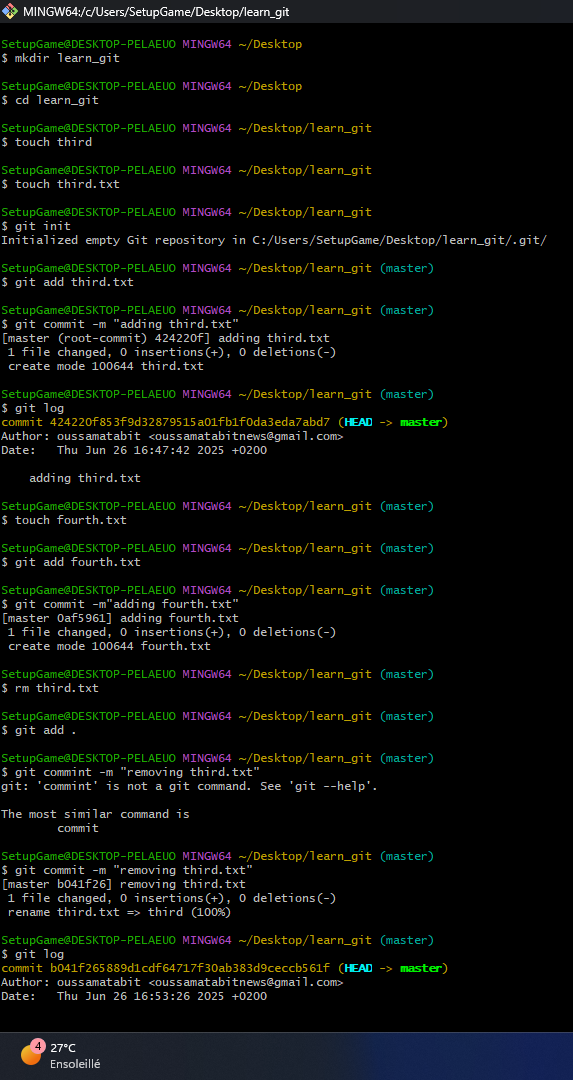 MINGW64:/c/Users/SetupGame/Desktop/learn_git
SetupGame@DESKTOP-PELAEUO MINGW64 ~/Desktop
$ mkdir learn_git
SetupGame@DESKTOP-PELAEUO MINGW64 ~/Desktop
$ cd learn_git
SetupGame@DESKTOP-PELAEUO MINGW64 ~/Desktop/learn_git
$ touch third
SetupGame@DESKTOP-PELAEUO MINGW64 ~/Desktop/learn_git
$ touch third.txt
SetupGame@DESKTOP-PELAEUO MINGW64 ~/Desktop/learn_git
$ git init
Initialized empty Git repository in C:/Users/SetupGame/Desktop/learn_git/.git/
SetupGame@DESKTOP-PELAEUO MINGW64 ~/Desktop/learn_git (master)
$ git add third.txt
SetupGame@DESKTOP-PELAEUO MINGW64 ~/Desktop/learn_git (master)
$ git commit -m "adding third.txt"
[master (root-commit) 424220f] adding third.txt
1 file changed, 0 insertions(+), 0 deletions(-)
create mode 100644 third.txt
SetupGame@DESKTOP-PELAEUO MINGW64 ~/Desktop/learn_git (master)
$ git log
commit 424220f853f9d32879515a01fb1f0da3eda7abd7 (HEAD -> master)
Author: oussamatabit <oussamatabitnews@gmail.com>
Date:   Thu Jun 26 16:47:42 2025 +0200
adding third.txt
SetupGame@DESKTOP-PELAEUO MINGW64 ~/Desktop/learn_git (master)
$ touch fourth.txt
SetupGame@DESKTOP-PELAEUO MINGW64 ~/Desktop/learn_git (master)
$ git add fourth.txt
SetupGame@DESKTOP-PELAEUO MINGW64 ~/Desktop/learn_git (master)
$ git commit -m"adding fourth.txt"
[master 0af5961] adding fourth.txt
1 file changed, 0 insertions(+), 0 deletions(-)
create mode 100644 fourth.txt
SetupGame@DESKTOP-PELAEUO MINGW64 ~/Desktop/learn_git (master)
$ rm third.txt
SetupGame@DESKTOP-PELAEUO MINGW64 ~/Desktop/learn_git (master)
$ git add .
SetupGame@DESKTOP-PELAEUO MINGW64 ~/Desktop/learn_git (master)
$ git commint -m "removing third.txt"
git: 'commint' is not a git command. See 'git --help'.
The most similar command is
commit
SetupGame@DESKTOP-PELAEUO MINGW64 ~/Desktop/learn_git (master)
$ git commit -m "removing third.txt"
[master b041f26] removing third.txt
1 file changed, 0 insertions(+), 0 deletions(-)
rename third.txt => third (100%)
SetupGame@DESKTOP-PELAEUO MINGW64 ~/Desktop/learn_git (master)
$ git log
commit b041f265889d1cdf64717f30ab383d9ceccb561f (HEAD -> master)
Author: oussamatabit <oussamatabitnews@gmail.com>
Date:   Thu Jun 26 16:53:26 2025 +0200
4
27°C
Ensoleillé